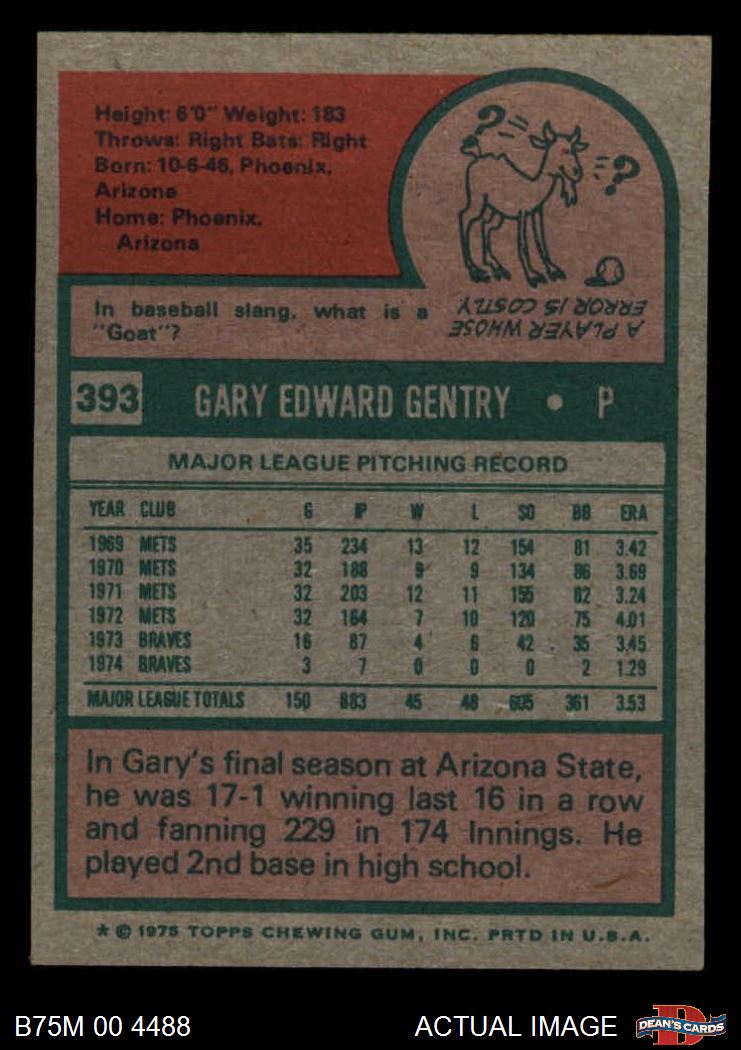 Height: 6'0" Weight: 183
Throws: Right Bats: Right
Born: 10-6-46, Phoenix,
Arizona
Home: Phoenix,
Arizona
? ?
In baseball slang, what is a
"Goat"?
A PLAYER WHOSE
ERROR IS COSTLY.
393 GARY EDWARD GENTRY • P
MAJOR LEAGUE PITCHING RECORD
YEAR CLUB G IP W L SO BB ERA
1969 METS 35 234 13 12 154 81 3.42
1970 METS 32 188 9 9 134 86 3.69
1971 METS 32 203 12 11 155 82 3.24
1972 METS 32 164 7 10 120 75 4.01
1973 BRAVES 16 87 4 6 42 35 3.45
1974 BRAVES 3 7 0 0 0 2 1.29
MAJOR LEAGUE TOTALS 150 883 45 48 605 361 3.53
In Gary's final season at Arizona State,
he was 17-1 winning last 16 in a row
and fanning 229 in 174 Innings. He
played 2nd base in high school.
* © 1975 TOPPS CHEWING GUM, INC. PRTD IN U.S.A.
B75M 00 4488 ACTUAL IMAGE DEAN'S CARDS